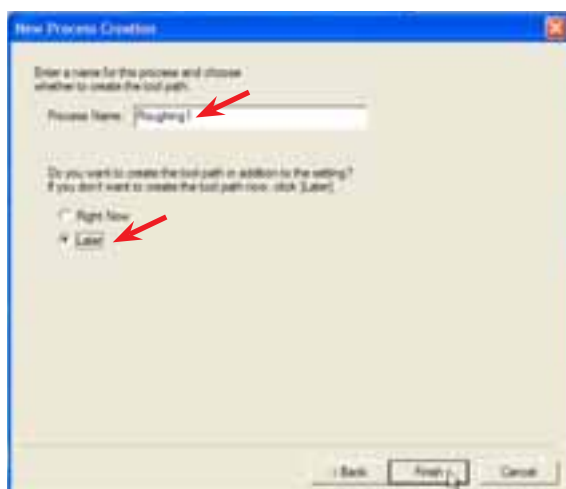 New Process Creation
Enter a name for this process and choose
whether to create the tool path.
Process Name: Roughing1
Do you want to create the tool path in addition to the setting?
If you don't want to create the tool path now, click [Later].
Right Now
Later
< Back Finish Cancel